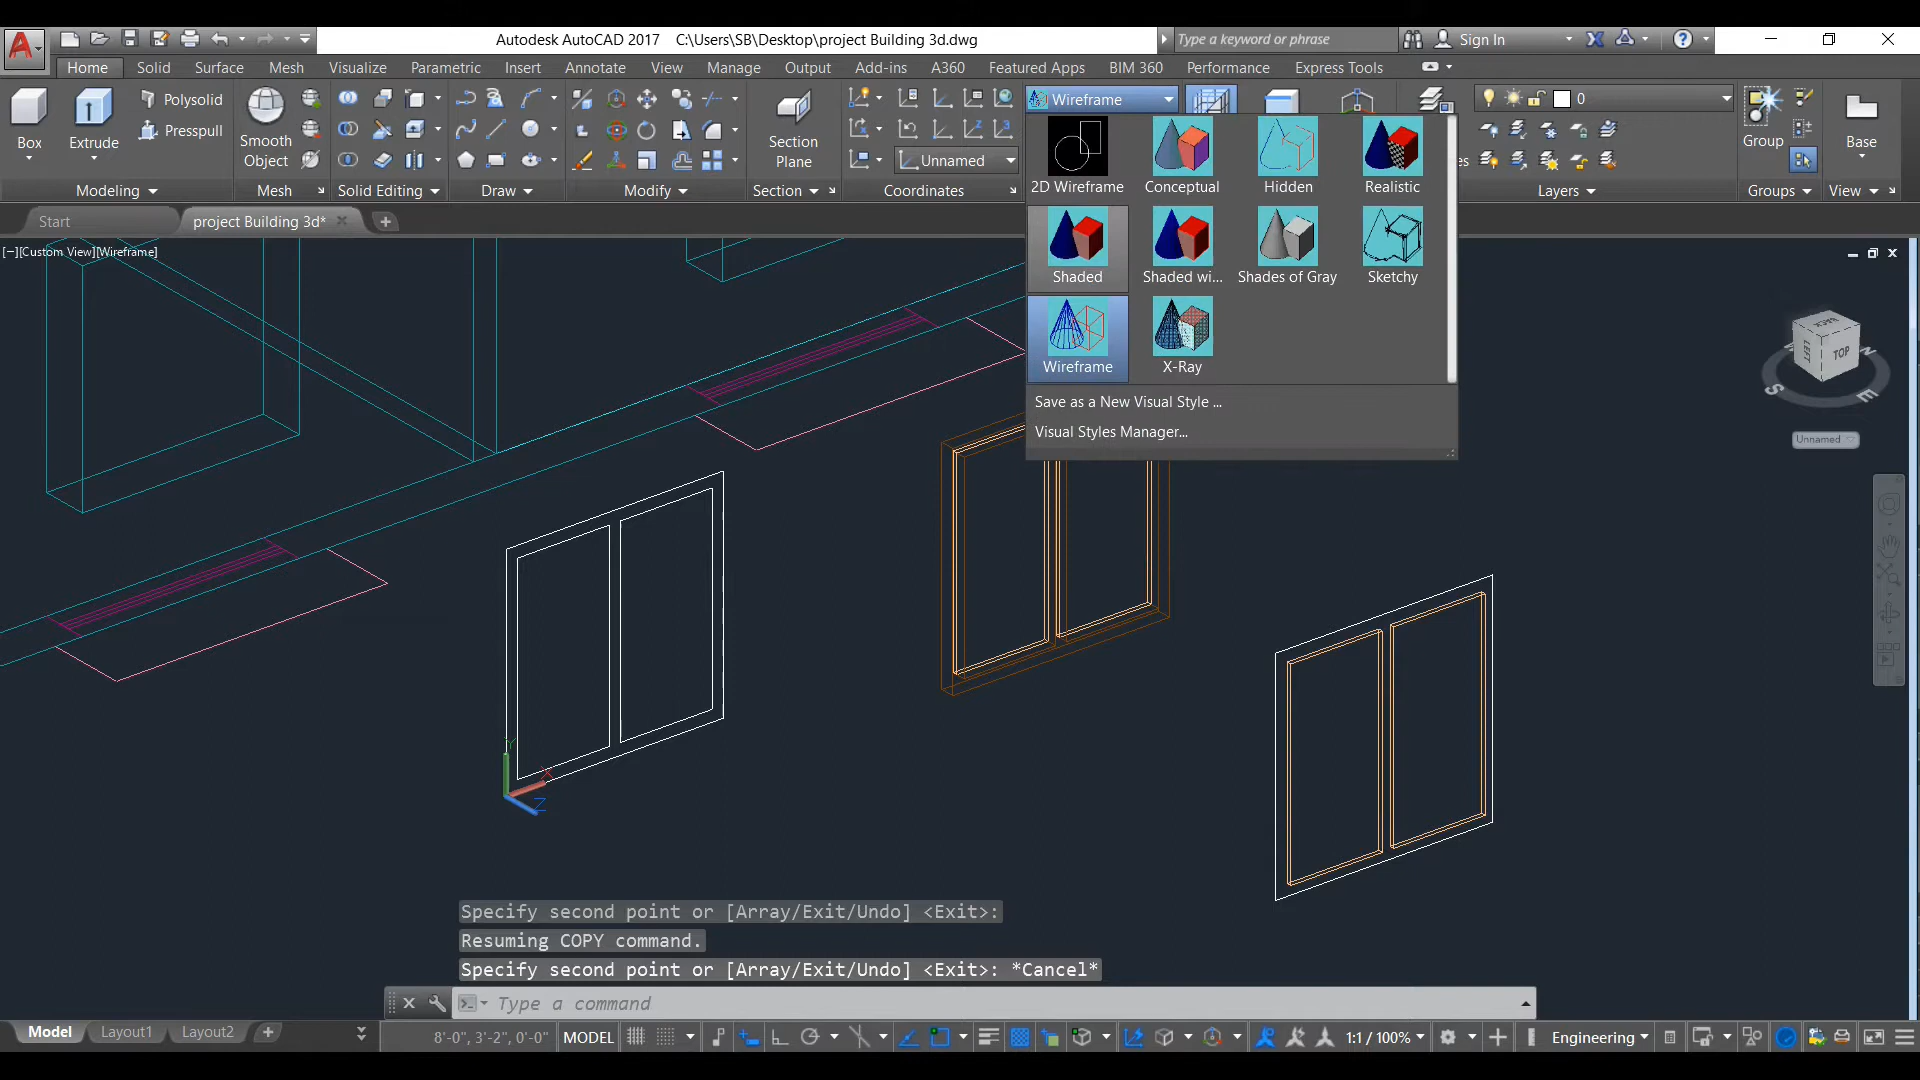 Autodesk AutoCAD 2017 C:\Users\SB\Desktop\project Building 3d.dwg
Type a keyword or phrase
Sign In
Home Solid Surface Mesh Visualize Parametric Insert Annotate View Manage Output Add-ins A360 Featured Apps BIM 360 Performance Express Tools
Box
Extrude
Polysolid
Presspull
Smooth
Object
Section
Plane
Unnamed
Wireframe
0
Group
Base
Modeling Mesh Solid Editing Draw Modify Section Coordinates Layers Groups View
Start
project Building 3d*
[−][Custom View][Wireframe]
2D Wireframe Conceptual Hidden Realistic
Shaded Shaded wi... Shades of Gray Sketchy
Wireframe X-Ray
Save as a New Visual Style ...
Visual Styles Manager...
BACK
LEFT
TOP
N
S
E
Unnamed
Y
X
Z
Specify second point or [Array/Exit/Undo] <Exit>:
Resuming COPY command.
Specify second point or [Array/Exit/Undo] <Exit>: *Cancel*
Type a command
Model Layout1 Layout2
8'-0", 3'-2", 0'-0" MODEL
1:1 / 100%
Engineering